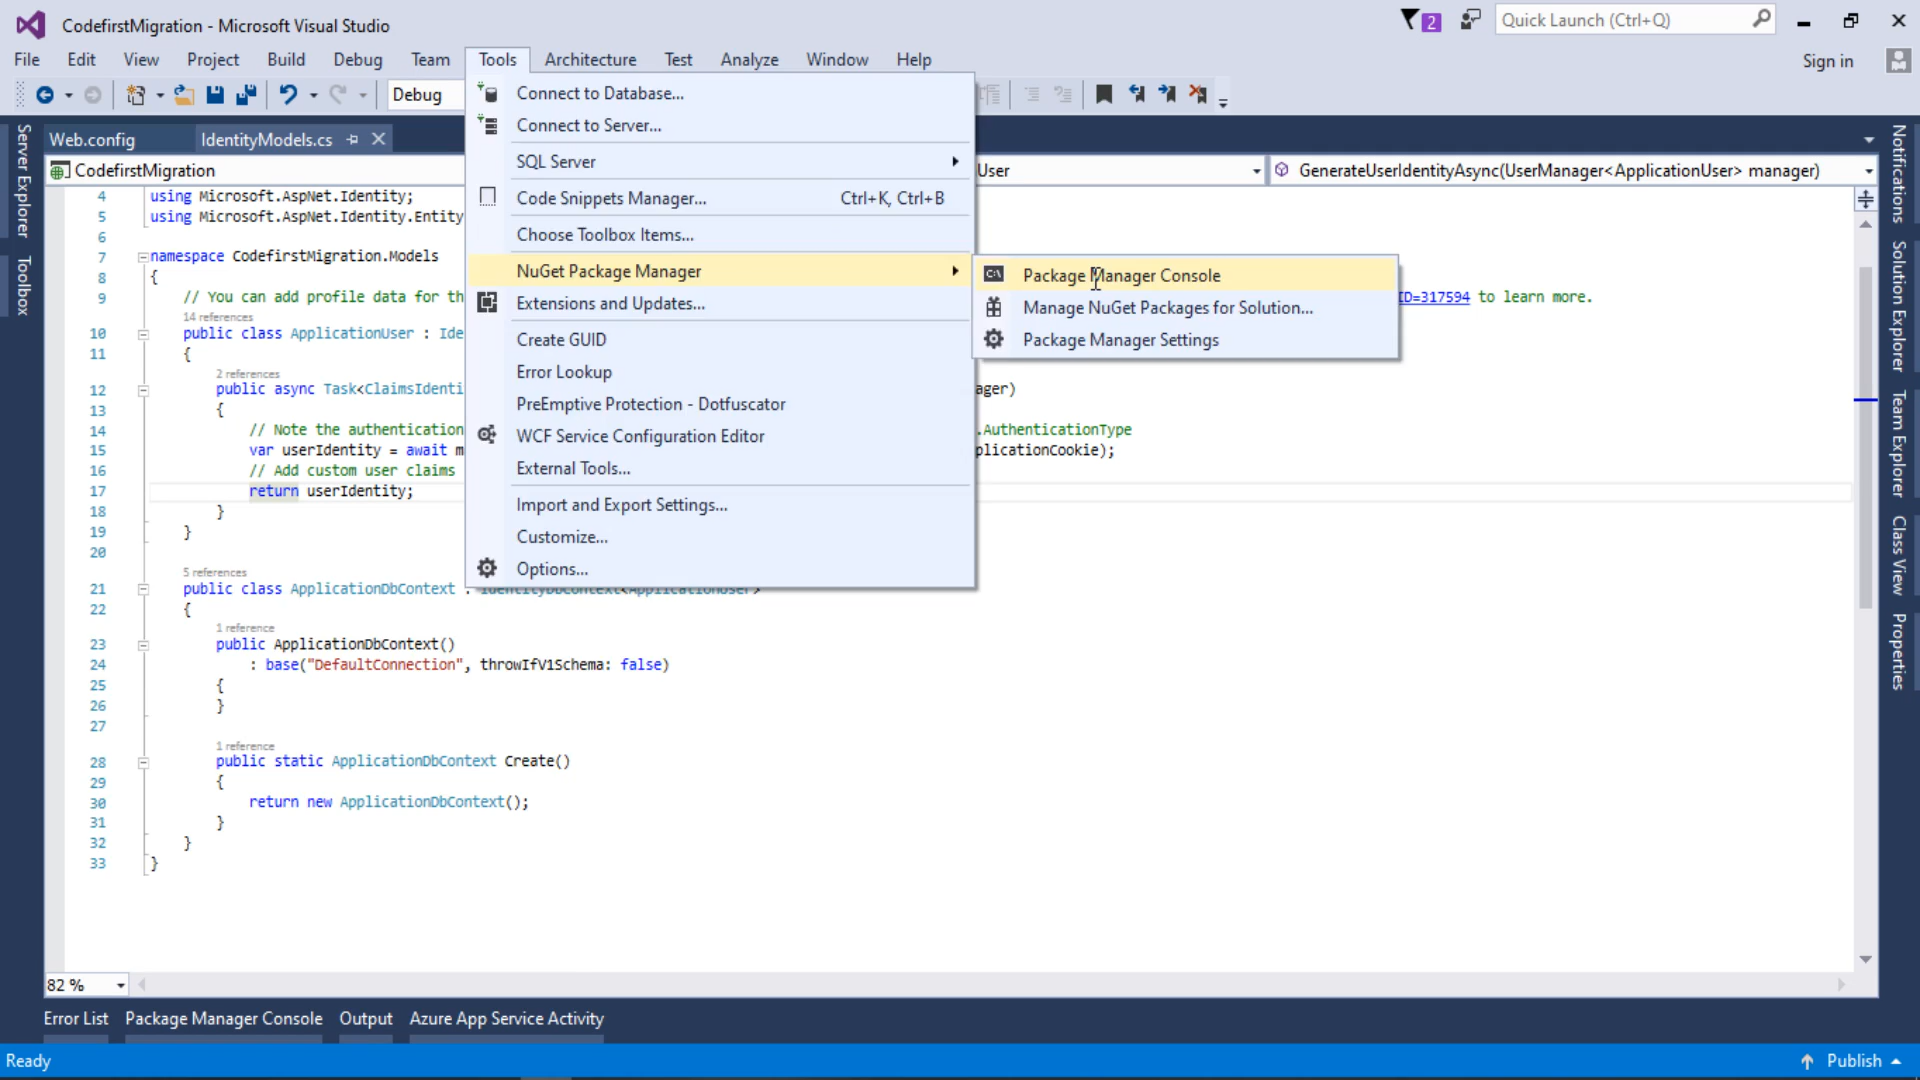 CodefirstMigration - Microsoft Visual Studio
2
Quick Launch (Ctrl+Q)
File Edit View Project Build Debug Team Tools Architecture Test Analyze Window Help
Sign in
Debug
Connect to Database...
Connect to Server...
SQL Server
Code Snippets Manager... Ctrl+K, Ctrl+B
Choose Toolbox Items...
NuGet Package Manager
Extensions and Updates...
Create GUID
Error Lookup
PreEmptive Protection - Dotfuscator
WCF Service Configuration Editor
External Tools...
Import and Export Settings...
Customize...
Options...
Package Manager Console
Manage NuGet Packages for Solution...
Package Manager Settings
Server Explorer
Toolbox
Web.config IdentityModels.cs
CodefirstMigration User GenerateUserIdentityAsync(UserManager<ApplicationUser> manager)
4 using Microsoft.AspNet.Identity;
5 using Microsoft.AspNet.Identity.Entity
6
7 namespace CodefirstMigration.Models
8 {
9 // You can add profile data for th ID=317594 to learn more.
14 references
10 public class ApplicationUser : Ide
11 {
2 references
12 public async Task<ClaimsIdenti ager)
13 {
14 // Note the authentication .AuthenticationType
15 var userIdentity = await m plicationCookie);
16 // Add custom user claims
17 return userIdentity;
18 }
19 }
20
5 references
21 public class ApplicationDbContext : IdentityDbContext<ApplicationUser>
22 {
1 reference
23 public ApplicationDbContext()
24 : base("DefaultConnection", throwIfV1Schema: false)
25 {
26 }
27
1 reference
28 public static ApplicationDbContext Create()
29 {
30 return new ApplicationDbContext();
31 }
32 }
33 }
82 %
Notifications
Solution Explorer
Team Explorer
Class View
Properties
Error List Package Manager Console Output Azure App Service Activity
Ready
Publish